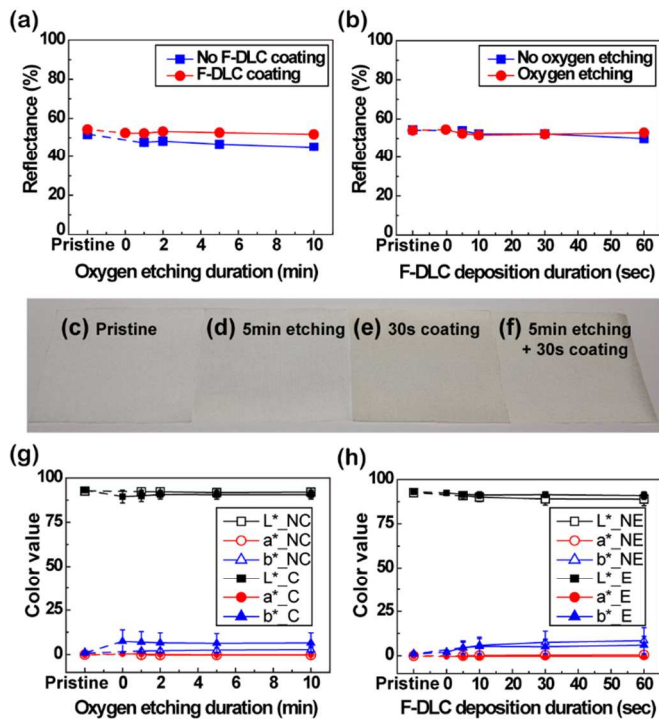 (a)
100
80
60
40
20
0
Reflectance (%)
No F-DLC coating
F-DLC coating
Pristine 0 2 4 6 8 10
Oxygen etching duration (min)
(b)
100
80
60
40
20
0
Reflectance (%)
No oxygen etching
Oxygen etching
Pristine 0 10 20 30 40 50 60
F-DLC deposition duration (sec)
(c) Pristine
(d) 5min etching
(e) 30s coating
(f) 5min etching
+ 30s coating
(g)
100
75
50
25
0
Color value
L*_NC
a*_NC
b*_NC
L*_C
a*_C
b*_C
Pristine 0 2 4 6 8 10
Oxygen etching duration (min)
(h)
100
75
50
25
0
Color value
L*_NE
a*_NE
b*_NE
L*_E
a*_E
b*_E
Pristine 0 10 20 30 40 50 60
F-DLC deposition duration (sec)